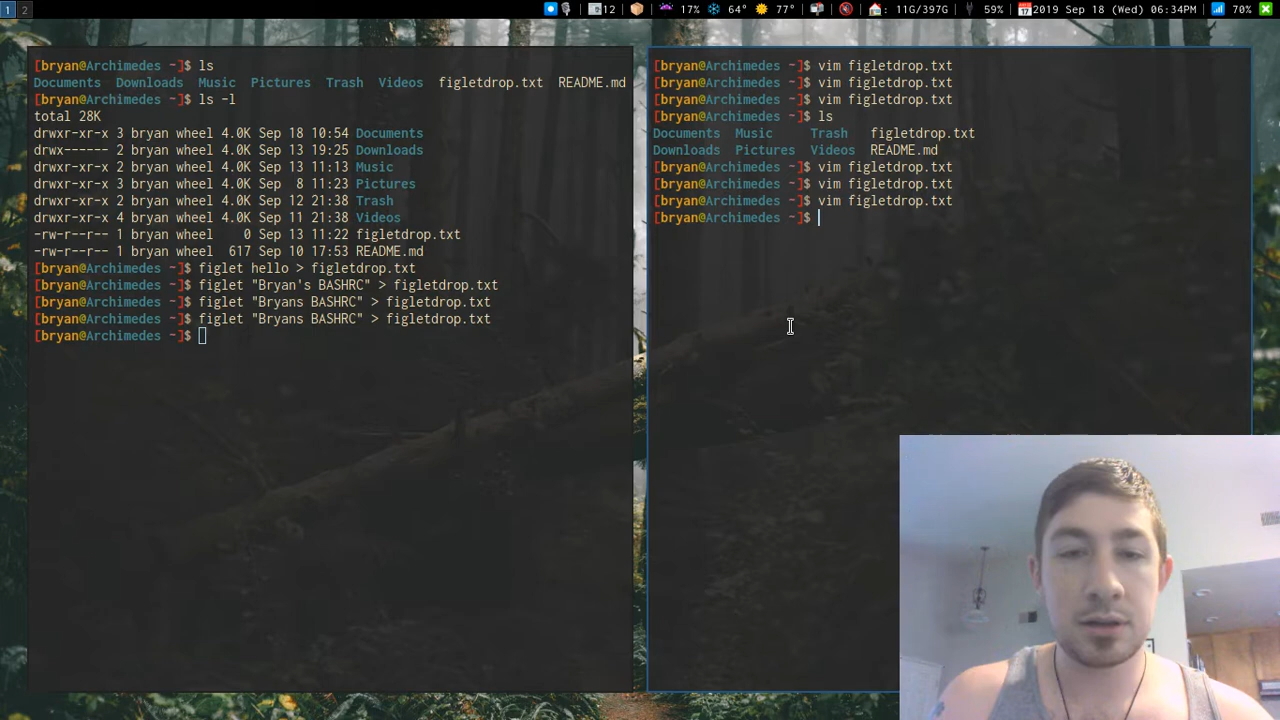 1 2 12 17% 64° 77° : 11G/397G 59% 17 2019 Sep 18 (Wed) 06:34PM 70%
[bryan@Archimedes ~]$ ls
Documents Downloads Music Pictures Trash Videos figletdrop.txt README.md
[bryan@Archimedes ~]$ ls -l
total 28K
drwxr-xr-x 3 bryan wheel 4.0K Sep 18 10:54 Documents
drwx------ 2 bryan wheel 4.0K Sep 13 19:25 Downloads
drwxr-xr-x 2 bryan wheel 4.0K Sep 13 11:13 Music
drwxr-xr-x 3 bryan wheel 4.0K Sep  8 11:23 Pictures
drwxr-xr-x 2 bryan wheel 4.0K Sep 12 21:38 Trash
drwxr-xr-x 4 bryan wheel 4.0K Sep 11 21:38 Videos
-rw-r--r-- 1 bryan wheel    0 Sep 13 11:22 figletdrop.txt
-rw-r--r-- 1 bryan wheel  617 Sep 10 17:53 README.md
[bryan@Archimedes ~]$ figlet hello > figletdrop.txt
[bryan@Archimedes ~]$ figlet "Bryan's BASHRC" > figletdrop.txt
[bryan@Archimedes ~]$ figlet "Bryans BASHRC" > figletdrop.txt
[bryan@Archimedes ~]$ figlet "Bryans BASHRC" > figletdrop.txt
[bryan@Archimedes ~]$
[bryan@Archimedes ~]$ vim figletdrop.txt
[bryan@Archimedes ~]$ vim figletdrop.txt
[bryan@Archimedes ~]$ vim figletdrop.txt
[bryan@Archimedes ~]$ ls
Documents Music Trash figletdrop.txt
Downloads Pictures Videos README.md
[bryan@Archimedes ~]$ vim figletdrop.txt
[bryan@Archimedes ~]$ vim figletdrop.txt
[bryan@Archimedes ~]$ vim figletdrop.txt
[bryan@Archimedes ~]$